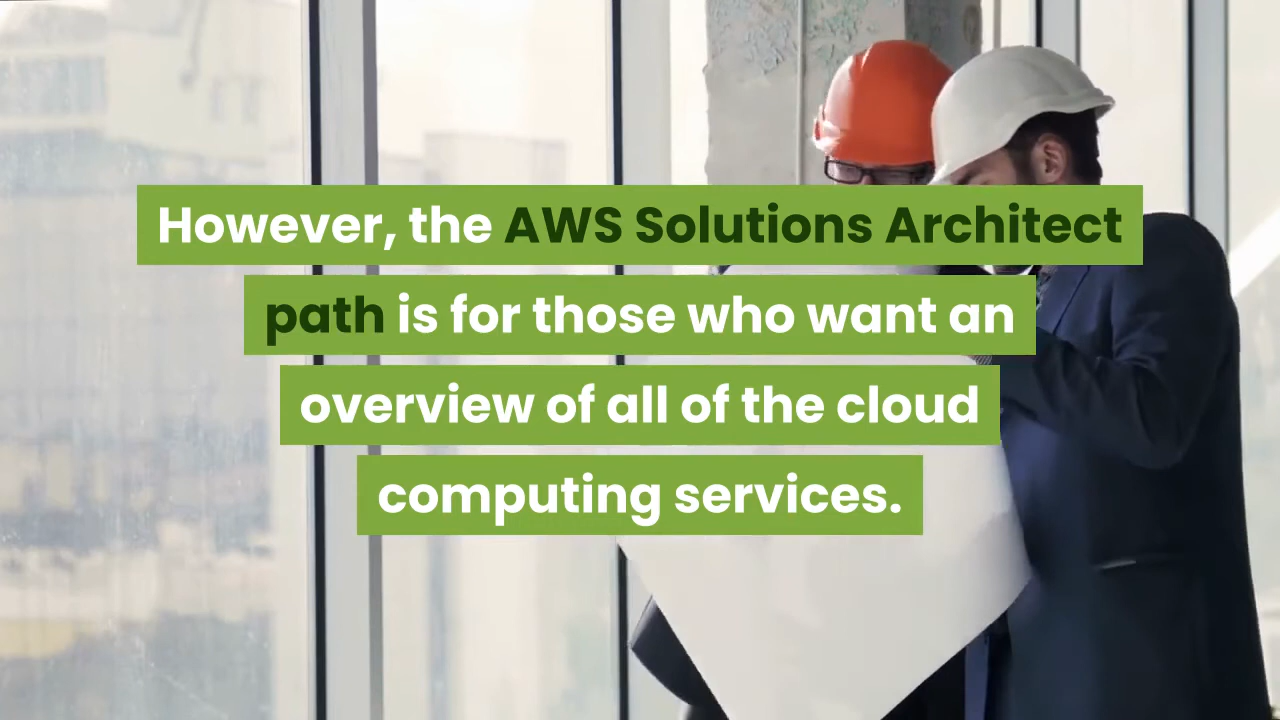 However, the AWS Solutions Architect
path is for those who want an
overview of all of the cloud
computing services.